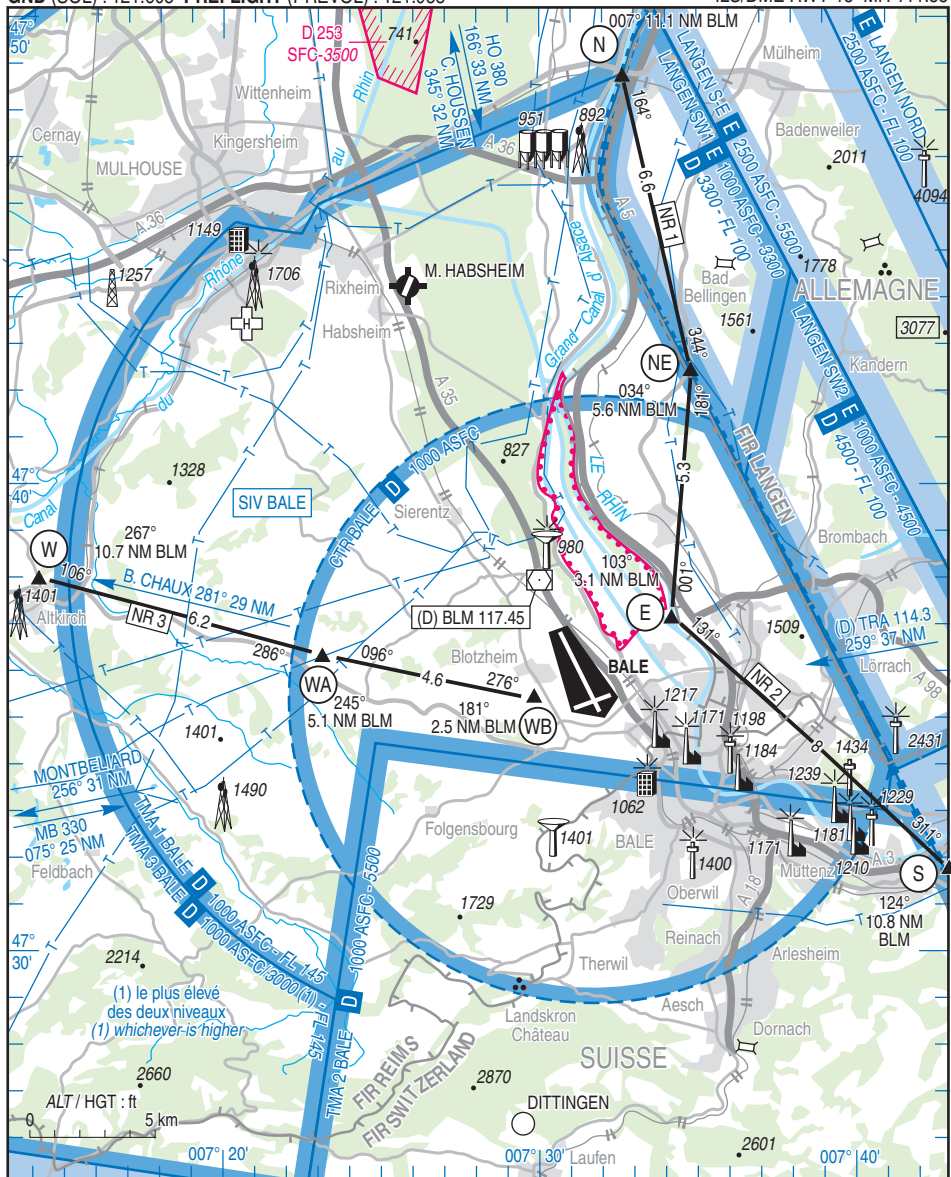 007° 11.1 NM BLM
47°
50'
D 253
SFC-3500
741
N
HO 380
166° 33 NM
C. HOUSSEN
345° 32 NM
Mülheim
E LANGEN NORD
2500 ASFC - FL 100
LANGEN S-E E 2500 ASFC - 5500
LANGEN SW1 E 1000 ASFC - 3300
D 3300 - FL 100
Rhin
au
Wittenheim
Cernay
Kingersheim
MULHOUSE
951
892
A 36
164°
Badenweiler
2011
4094
A.36
1149
A 5
6.6
NR 1
Grand Canal d'Alsace
1257
Rhône
1706
M. HABSHEIM
Rixheim
Habsheim
Bad
Bellingen
1778
ALLEMAGNE
1561
3077
Kandern
344°
NE
181°
034°
5.6 NM BLM
A 35
LANGEN SW2 E 1000 ASFC - 4500
D 4500 - FL 100
FIR LANGEN
du
1328
47°
40'
Canal
SIV BALE
CTR BALE D 1000 ASFC
827
Sierentz
LE
RHIN
5.3
Brombach
W
267°
10.7 NM BLM
106°
980
103°
3.1 NM BLM
001°
B. CHAUX 281° 29 NM
1401
Altkirch
NR 3
6.2
(D) BLM 117.45
E
131°
1509
(D) TRA 114.3
259° 37 NM
Lörrach
286°
096°
Blotzheim
BALE
NR 2
A 98
4.6
276°
WA
245°
5.1 NM BLM
181°
2.5 NM BLM
WB
1217
1171
1198
1184
8
1434
2431
1401
MONTBELIARD
256° 31 NM
1490
1239
1229
MB 330
075° 25 NM
1062
311°
Folgensbourg
1401
BALE
1171
1181
1210
Feldbach
1400
Muttenz
A 3
S
TMA 1 BALE D 1000 ASFC - FL 145
TMA 3 BALE D 1000 ASFC/3000 (1) - FL 145
1000 ASFC - 5500
Oberwil
A 18
124°
10.8 NM
BLM
1729
Reinach
47°
30'
2214
Therwil
Arlesheim
(1) le plus élevé
des deux niveaux
(1) whichever is higher
D
Landskron
Château
Aesch
Dornach
TMA 2 BALE
FIR REIMS
FIR SWITZERLAND
SUISSE
2660
2870
ALT / HGT : ft
0 5 km
DITTINGEN
2601
007° 20'
007° 30'
Laufen
007° 40'